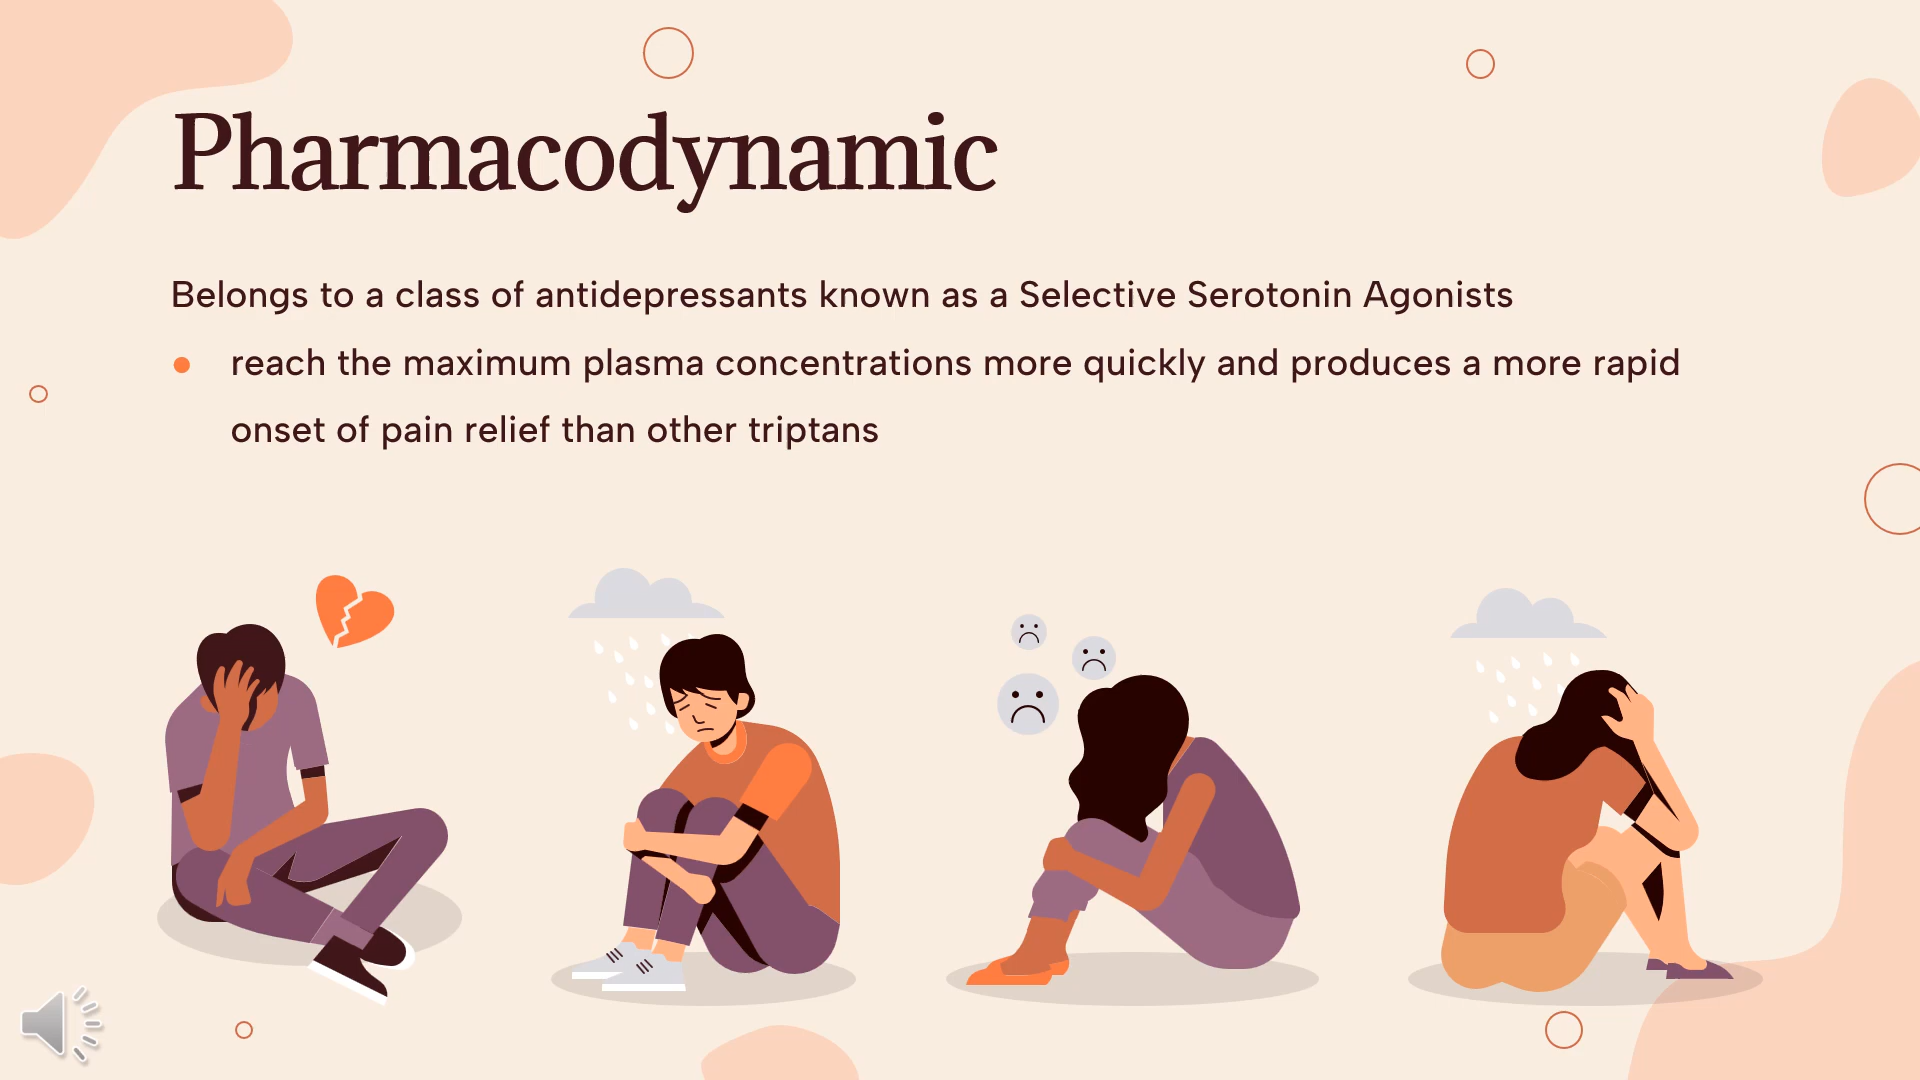 Pharmacodynamic
Belongs to a class of antidepressants known as a Selective Serotonin Agonists
reach the maximum plasma concentrations more quickly and produces a more rapid
onset of pain relief than other triptans